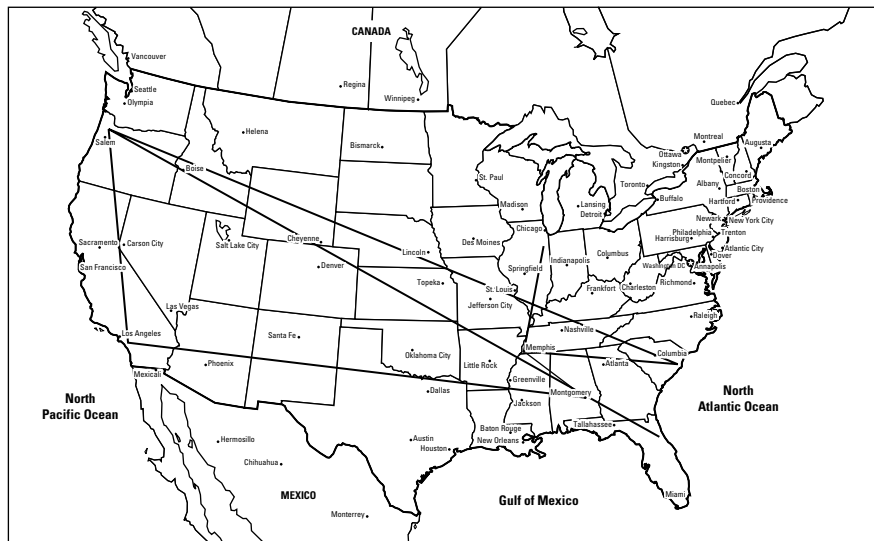 CANADA
Vancouver
Seattle
Olympia
Salem
Boise
Helena
Regina
Winnipeg
Bismarck
St. Paul
Madison
Chicago
Lansing
Detroit
Toronto
Ottawa
Kingston
Buffalo
Montreal
Quebec
Augusta
Montpelier
Concord
Albany
Boston
Hartford
Providence
Newark
New York City
Philadelphia
Trenton
Harrisburg
Atlantic City
Dover
Washington DC
Annapolis
Richmond
Raleigh
Charleston
Columbus
Indianapolis
Frankfort
Springfield
Des Moines
Lincoln
Topeka
St. Louis
Jefferson City
Cheyenne
Denver
Salt Lake City
Carson City
Sacramento
San Francisco
Las Vegas
Los Angeles
Mexicali
Phoenix
Santa Fe
Oklahoma City
Little Rock
Memphis
Nashville
Columbia
Atlanta
Greenville
Montgomery
Jackson
Dallas
Austin
Houston
Baton Rouge
New Orleans
Tallahassee
Miami
Hermosillo
Chihuahua
Monterrey
MEXICO
North
Pacific Ocean
North
Atlantic Ocean
Gulf of Mexico